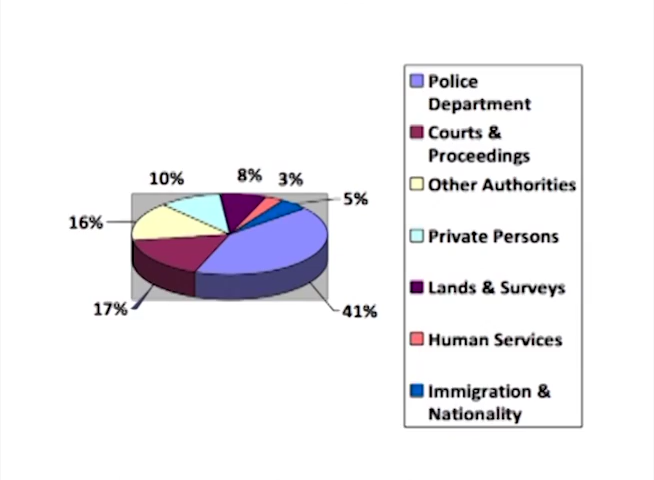 10%
8%
3%
5%
16%
17%
41%
Police
Department
Courts &
Proceedings
Other Authorities
Private Persons
Lands & Surveys
Human Services
Immigration &
Nationality